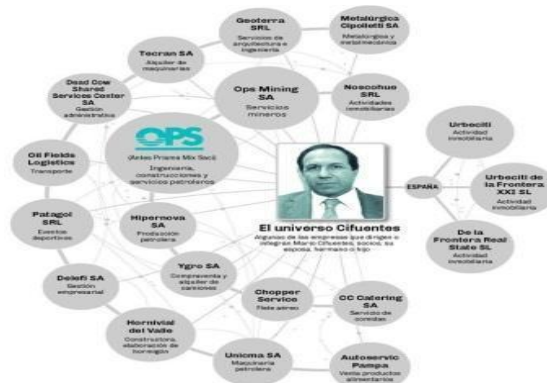 Geoterra
SRL
Servicios de
arquitectura e
ingeniería
Metalúrgica
Cipolletti SA
Metalúrgica y
metalmecánica
Tecran SA
Alquiler de
maquinarias
Dead Cow
Shared
Services Center
SA
Gestión
administrativa
Ops Mining
SA
Servicios
mineros
Nosoohue
SRL
Actividades
inmobiliarias
OPS
(Antes Prisma Mix Saci)
Ingeniería,
construcciones y
servicios petroleros
Oil Fields
Logistics
Transporte
Patagol
SRL
Eventos
deportivos
Hipernova
SA
Producción
petrolera
El universo Cifuentes
Algunas de las empresas que dirigen o
integran Mario Cifuentes, socios, su
esposa, hermano o hijo
ESPAÑA
Urbeciti
Actividad
inmobiliaria
Urbeciti de
la Frontera
XXI SL
Actividad
inmobiliaria
De la
Frontera Real
State SL
Actividad
inmobiliaria
Delefi SA
Gestión
empresarial
Ygro SA
Compraventa y
alquiler de
camiones
Chopper
Service
Flete aéreo
CC Catering
SA
Servicio de
comidas
Hornivial
del Valle
Constructora,
elaboración de
hormigón
Unicma SA
Maquinaria
petrolera
Autoservic
Pampa
Venta productos
alimentarios